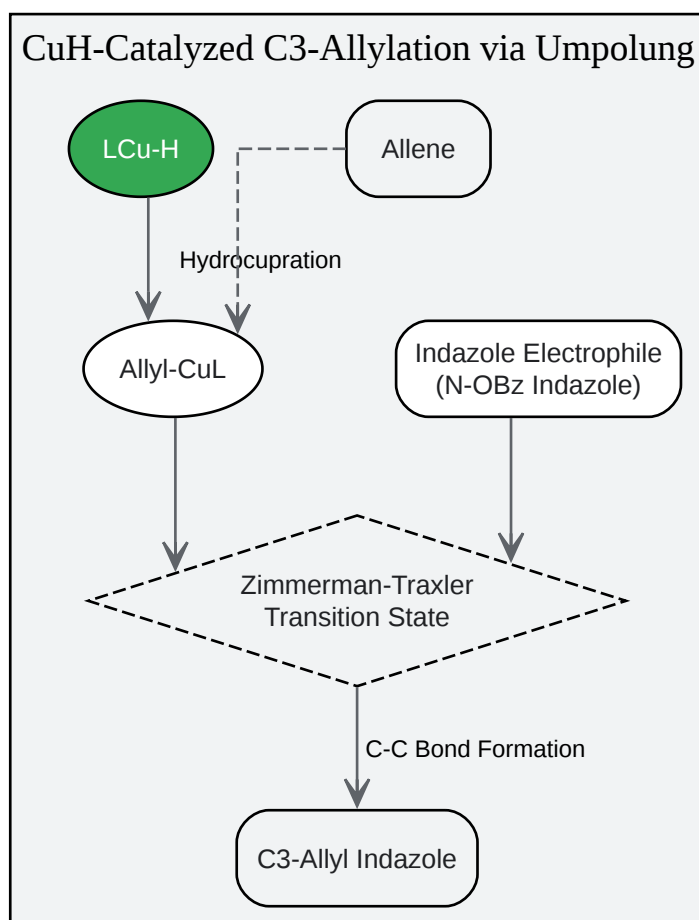 CuH-Catalyzed C3-Allylation via Umpolung
LCu-H
Allene
Hydrocupration
Allyl-CuL
Indazole Electrophile
(N-OBz Indazole)
Zimmerman-Traxler
Transition State
C-C Bond Formation
C3-Allyl Indazole